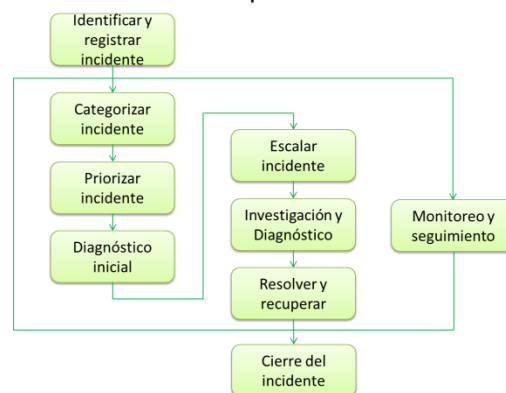 Identificar y
registrar
incidente
Categorizar
incidente
Priorizar
incidente
Diagnóstico
inicial
Escalar
incidente
Investigación y
Diagnóstico
Resolver y
recuperar
Monitoreo y
seguimiento
Cierre del
incidente